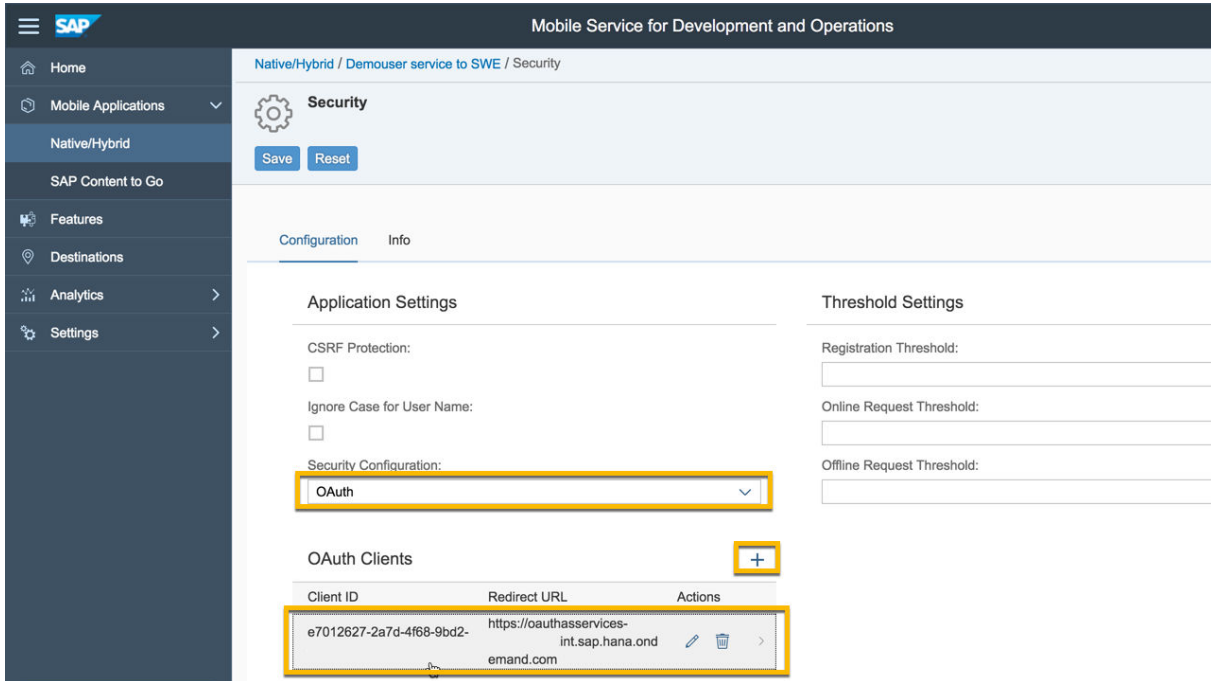 SAP
Mobile Service for Development and Operations
Home
Mobile Applications
Native/Hybrid
SAP Content to Go
Features
Destinations
Analytics
Settings
Native/Hybrid / Demouser service to SWE / Security
Security
Save Reset
Configuration Info
Application Settings
CSRF Protection:
Ignore Case for User Name:
Security Configuration:
OAuth
OAuth Clients
+
Client ID Redirect URL Actions
e7012627-2a7d-4f68-9bd2-
https://oauthasservices-
int.sap.hana.ond
emand.com
Threshold Settings
Registration Threshold:
Online Request Threshold:
Offline Request Threshold: